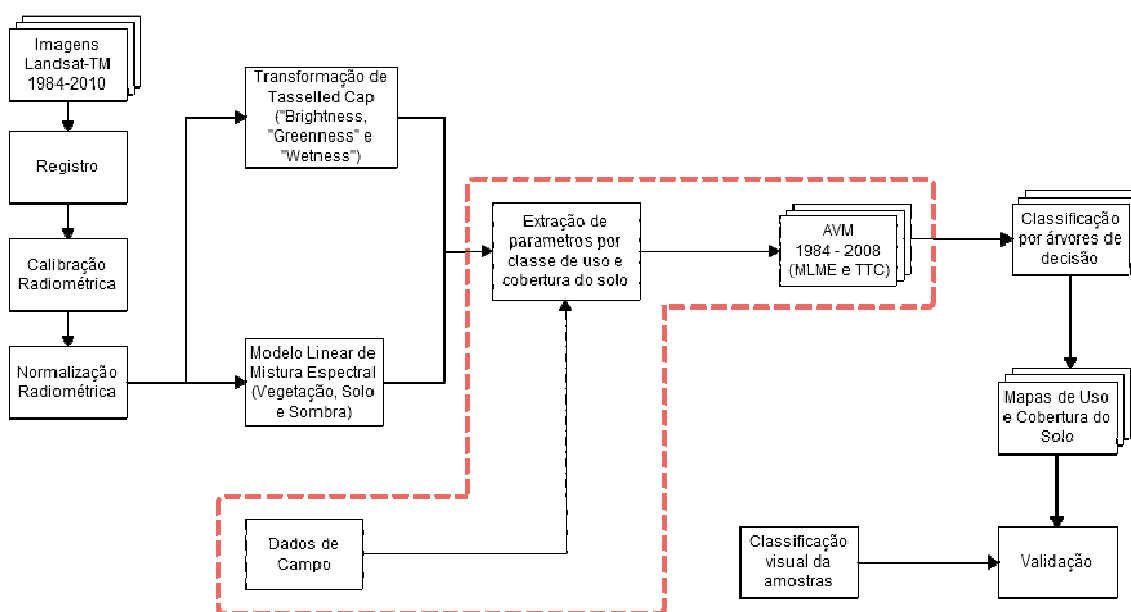 Imagens
Landsat-TM
1984-2010
Registro
Calibração
Radiométrica
Normalização
Radiométrica
Transformação de
Tasselled Cap
("Brightness,
"Greenness" e
"Wetness")
Modelo Linear de
Mistura Espectral
(Vegetação, Solo
e Sombra)
Dados de
Campo
Extração de
parametros por
classe de uso e
cobertura do solo
AVM
1984 - 2008
(MLME e TTC)
Classificação
por árvores de
decisão
Mapas de Uso
e Cobertura do
Solo
Classificação
visual da
amostras
Validação